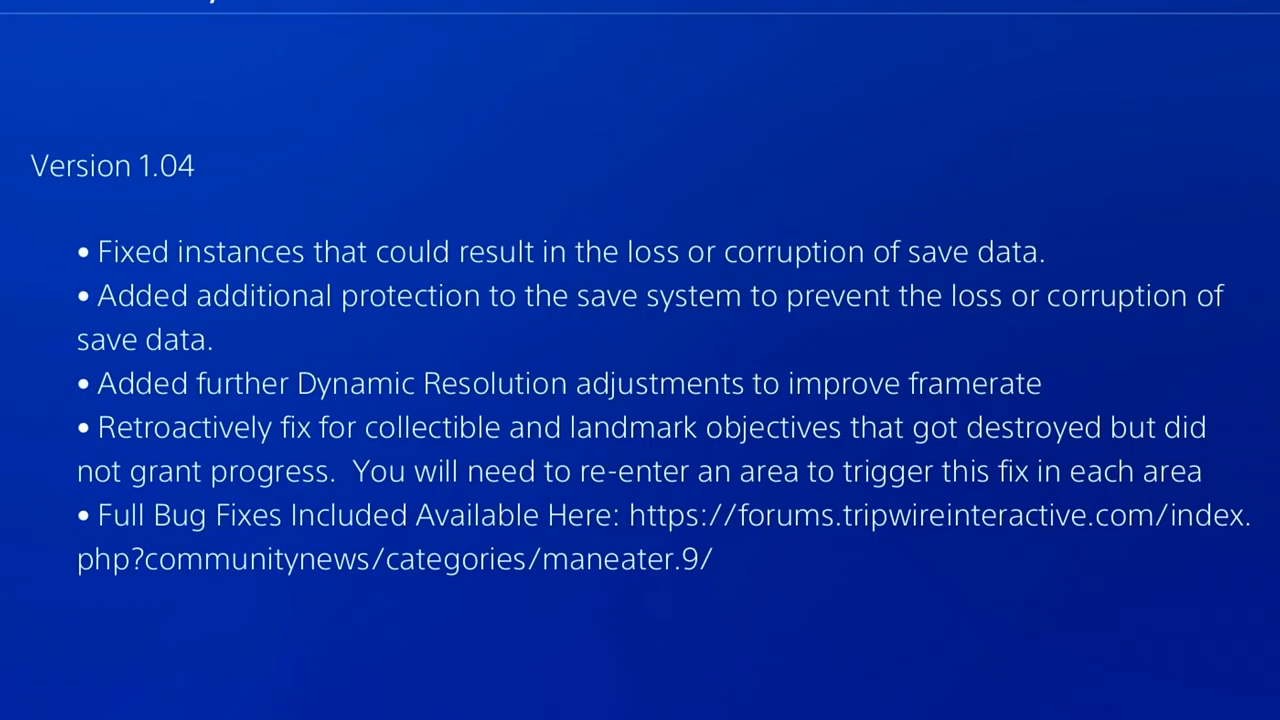 Version 1.04
• Fixed instances that could result in the loss or corruption of save data.
• Added additional protection to the save system to prevent the loss or corruption of
save data.
• Added further Dynamic Resolution adjustments to improve framerate
• Retroactively fix for collectible and landmark objectives that got destroyed but did
not grant progress.  You will need to re-enter an area to trigger this fix in each area
• Full Bug Fixes Included Available Here: https://forums.tripwireinteractive.com/index.
php?communitynews/categories/maneater.9/